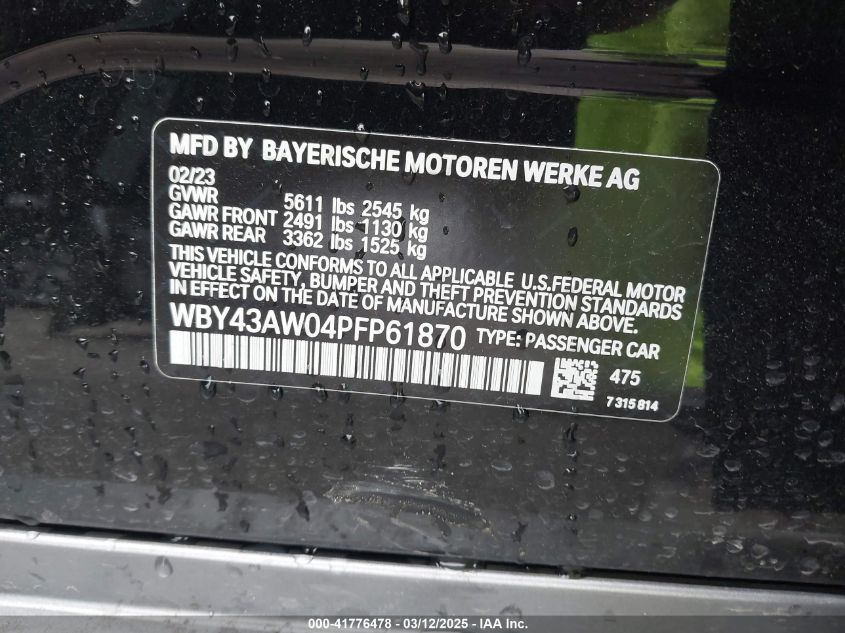 MFD BY BAYERISCHE MOTOREN WERKE AG
02/23
GVWR 5611 lbs 2545 kg
GAWR FRONT 2491 lbs 1130 kg
GAWR REAR 3362 lbs 1525 kg
THIS VEHICLE CONFORMS TO ALL APPLICABLE U.S.FEDERAL MOTOR
VEHICLE SAFETY, BUMPER AND THEFT PREVENTION STANDARDS
IN EFFECT ON THE DATE OF MANUFACTURE SHOWN ABOVE.
WBY43AW04PFP61870 TYPE: PASSENGER CAR
475
7315814
000-41776478 — 03/12/2025 — IAA, Inc.